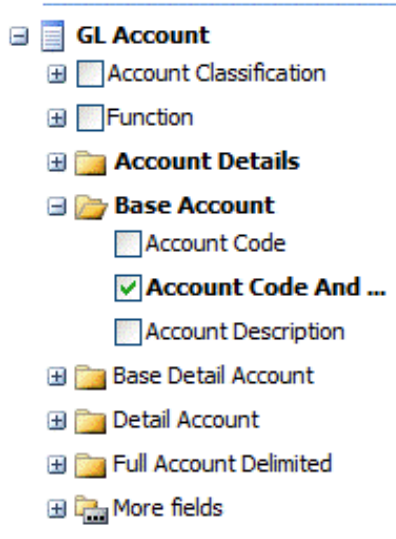 GL Account
Account Classification
Function
Account Details
Base Account
Account Code
Account Code And ...
Account Description
Base Detail Account
Detail Account
Full Account Delimited
More fields